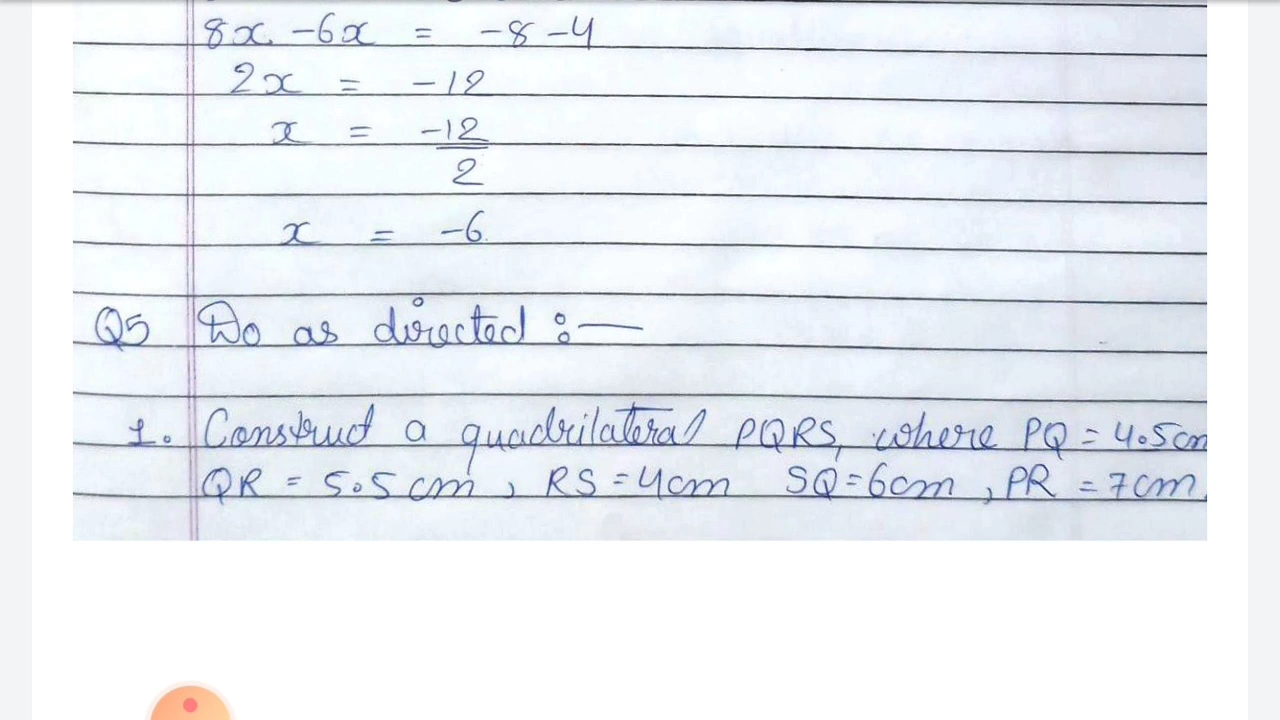 8x - 6x = -8 - 4
2x = -12
x = -12
2
x = -6
Q5 Do as directed :—
1. Construct a quadrilateral PQRS, where PQ = 4.5cm
QR = 5.5 cm, RS = 4cm SQ = 6cm, PR = 7cm.